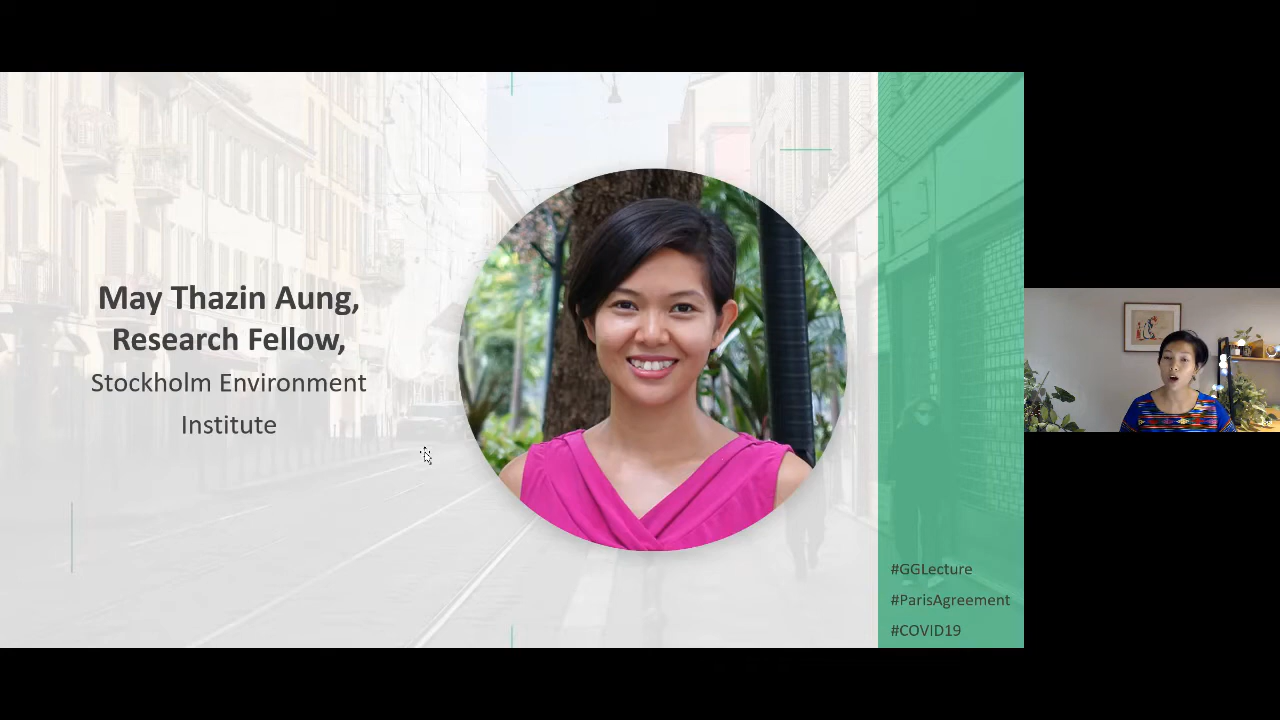 May Thazin Aung,
Research Fellow,
Stockholm Environment
Institute
#GGLecture
#ParisAgreement
#COVID19